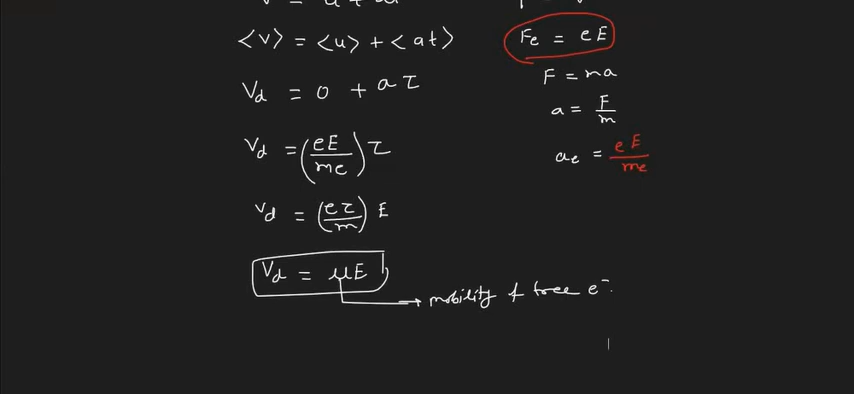 <v> = <u> + <at>
Vd = 0 + aτ
Vd = (eE/me)τ
Vd = (eτ/m) E
Vd = μE
→ mobility of free e⁻.
Fe = eE
F = ma
a = F/m
ae = eE/me